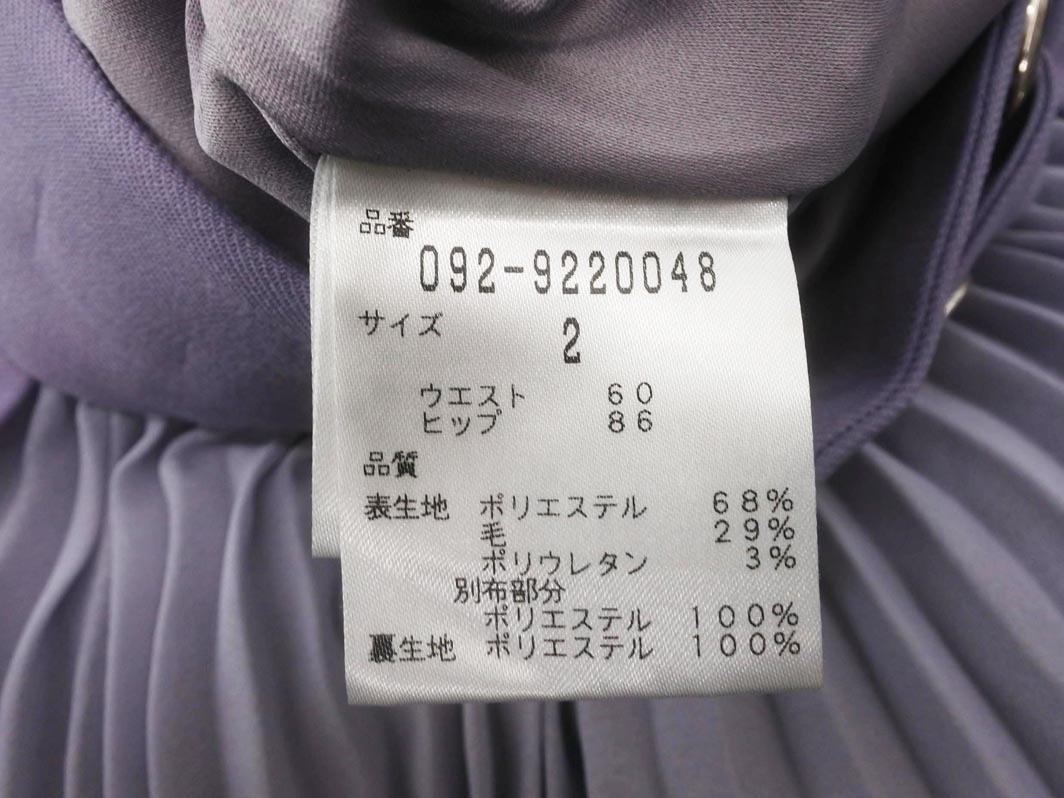 品番
092-9220048
サイズ 2
ウエスト 60
ヒップ 86
品質
表生地 ポリエステル 68%
毛 29%
ポリウレタン 3%
別布部分
ポリエステル 100%
裏生地 ポリエステル 100%